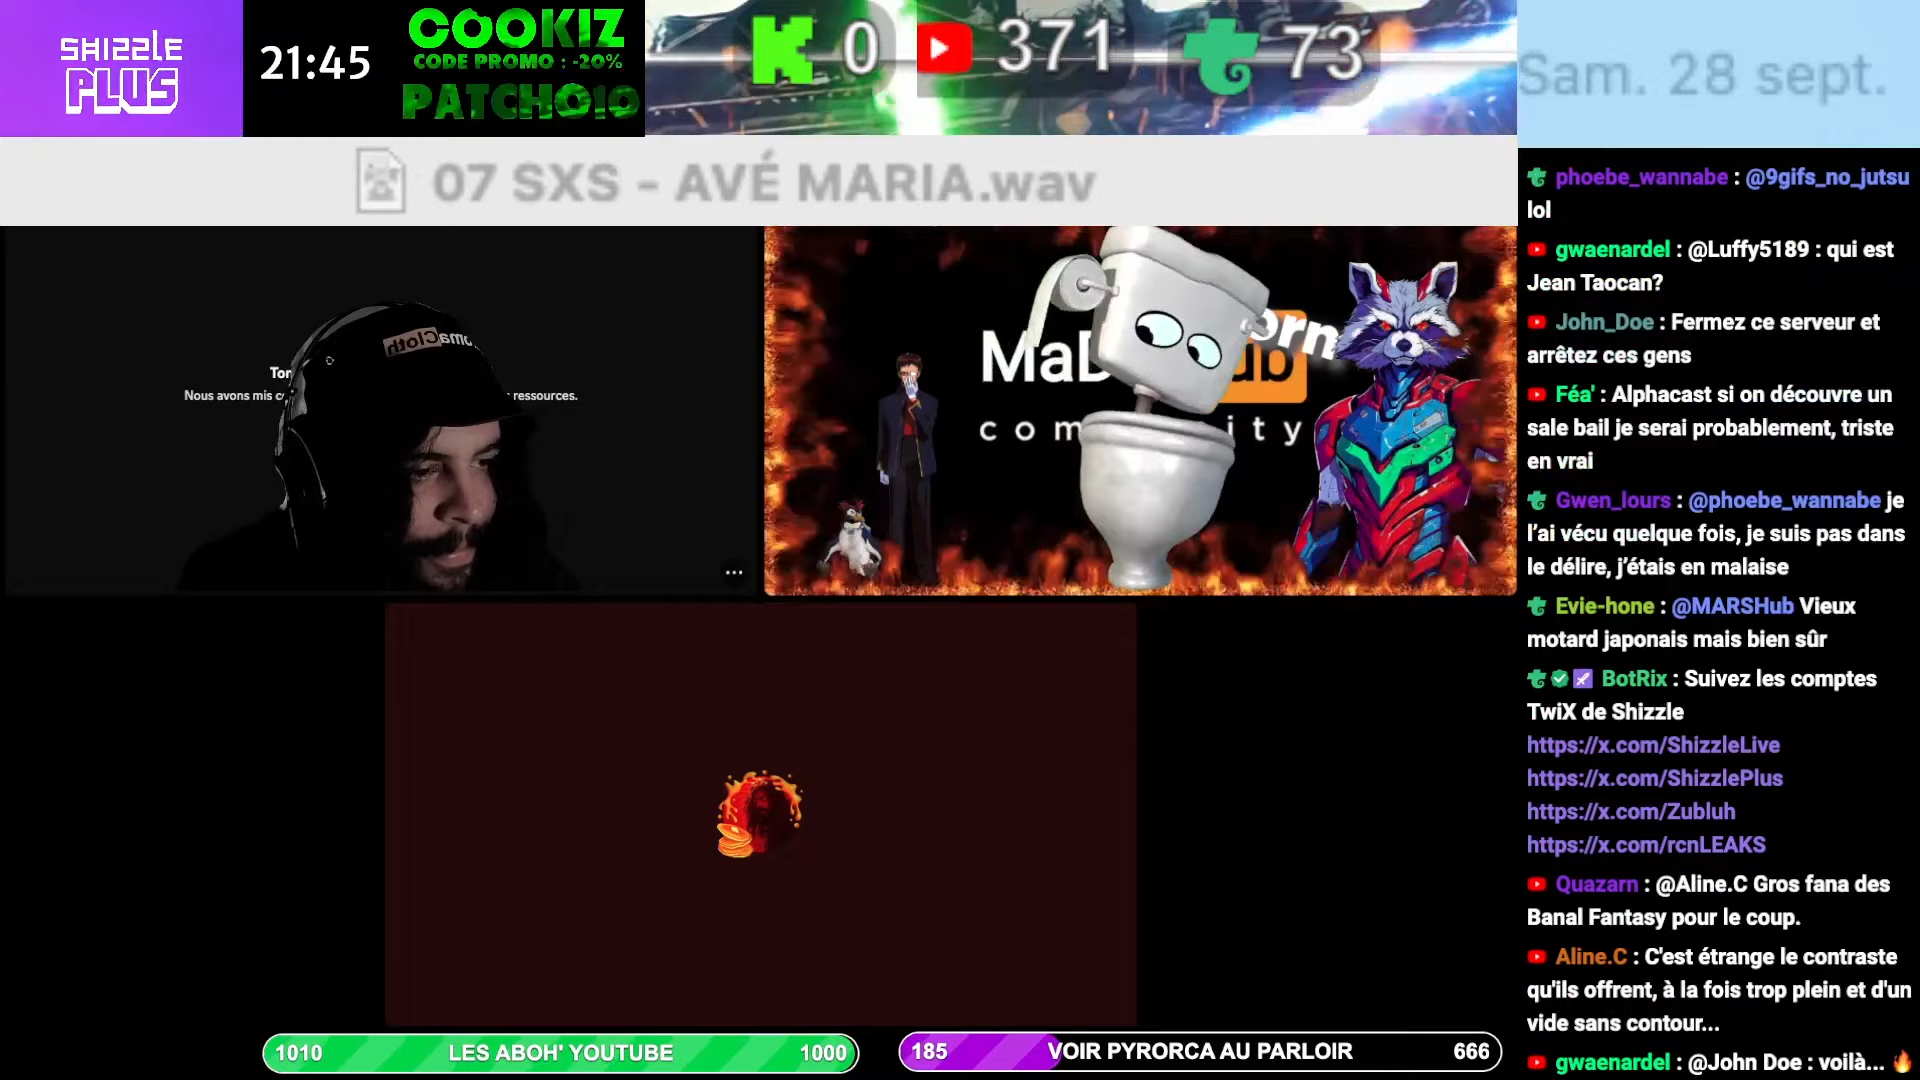 SHIZZLE
PLUS
21:45
COOKIZ
CODE PROMO : -20%
PATCHO10
0
371
73
Sam. 28 sept.
07 SXS - AVÉ MARIA.wav
Nous avons mis
ressources.
Cloth
MaD
orn
ub
com
ity
phoebe_wannabe : @9gifs_no_jutsu
lol
gwaenardel : @Luffy5189 : qui est
Jean Taocan?
John_Doe : Fermez ce serveur et
arrêtez ces gens
Féa' : Alphacast si on découvre un
sale bail je serai probablement, triste
en vrai
Gwen_lours : @phoebe_wannabe je
l'ai vécu quelque fois, je suis pas dans
le délire, j'étais en malaise
Evie-hone : @MARSHub Vieux
motard japonais mais bien sûr
BotRix : Suivez les comptes
TwiX de Shizzle
https://x.com/ShizzleLive
https://x.com/ShizzlePlus
https://x.com/Zubluh
https://x.com/rcnLEAKS
Quazarn : @Aline.C Gros fana des
Banal Fantasy pour le coup.
Aline.C : C'est étrange le contraste
qu'ils offrent, à la fois trop plein et d'un
vide sans contour...
gwaenardel : @John Doe : voilà... 🔥
1010 LES ABOH' YOUTUBE 1000
185 VOIR PYRORCA AU PARLOIR 666